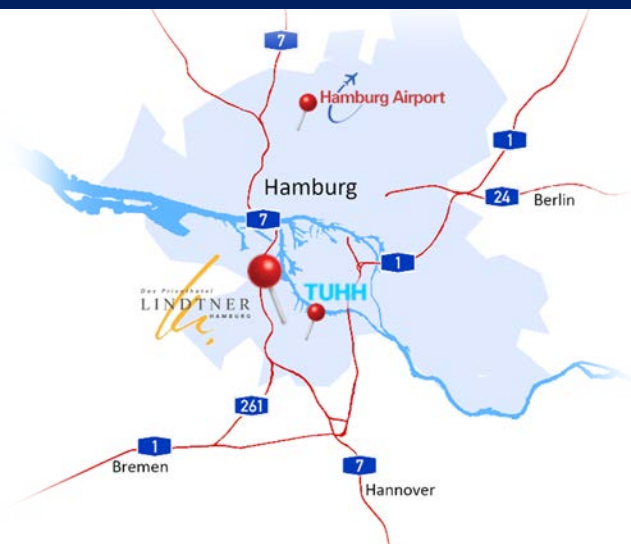 7
Hamburg Airport
1
Hamburg
24
Berlin
7
1
Das Privathotel
LINDTNER
HAMBURG
TUHH
261
1
Bremen
7
Hannover